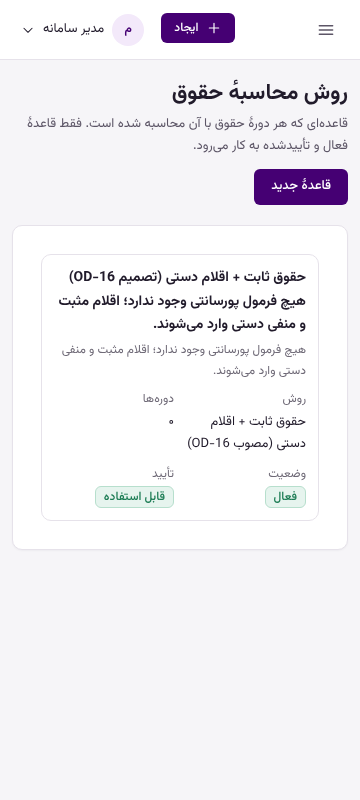 ایجاد
م
مدیر سامانه
روش محاسبهٔ حقوق
قاعده‌ای که هر دورهٔ حقوق با آن محاسبه شده است. فقط قاعدهٔ
فعال و تأییدشده به کار می‌رود.
قاعدهٔ جدید
حقوق ثابت + اقلام دستی (تصمیم OD-16)
هیچ فرمول پورسانتی وجود ندارد؛ اقلام مثبت
و منفی دستی وارد می‌شوند.
هیچ فرمول پورسانتی وجود ندارد؛ اقلام مثبت و منفی
دستی وارد می‌شوند.
روش
حقوق ثابت + اقلام
دستی (مصوب OD-16)
دوره‌ها
۰
وضعیت
فعال
تأیید
قابل استفاده